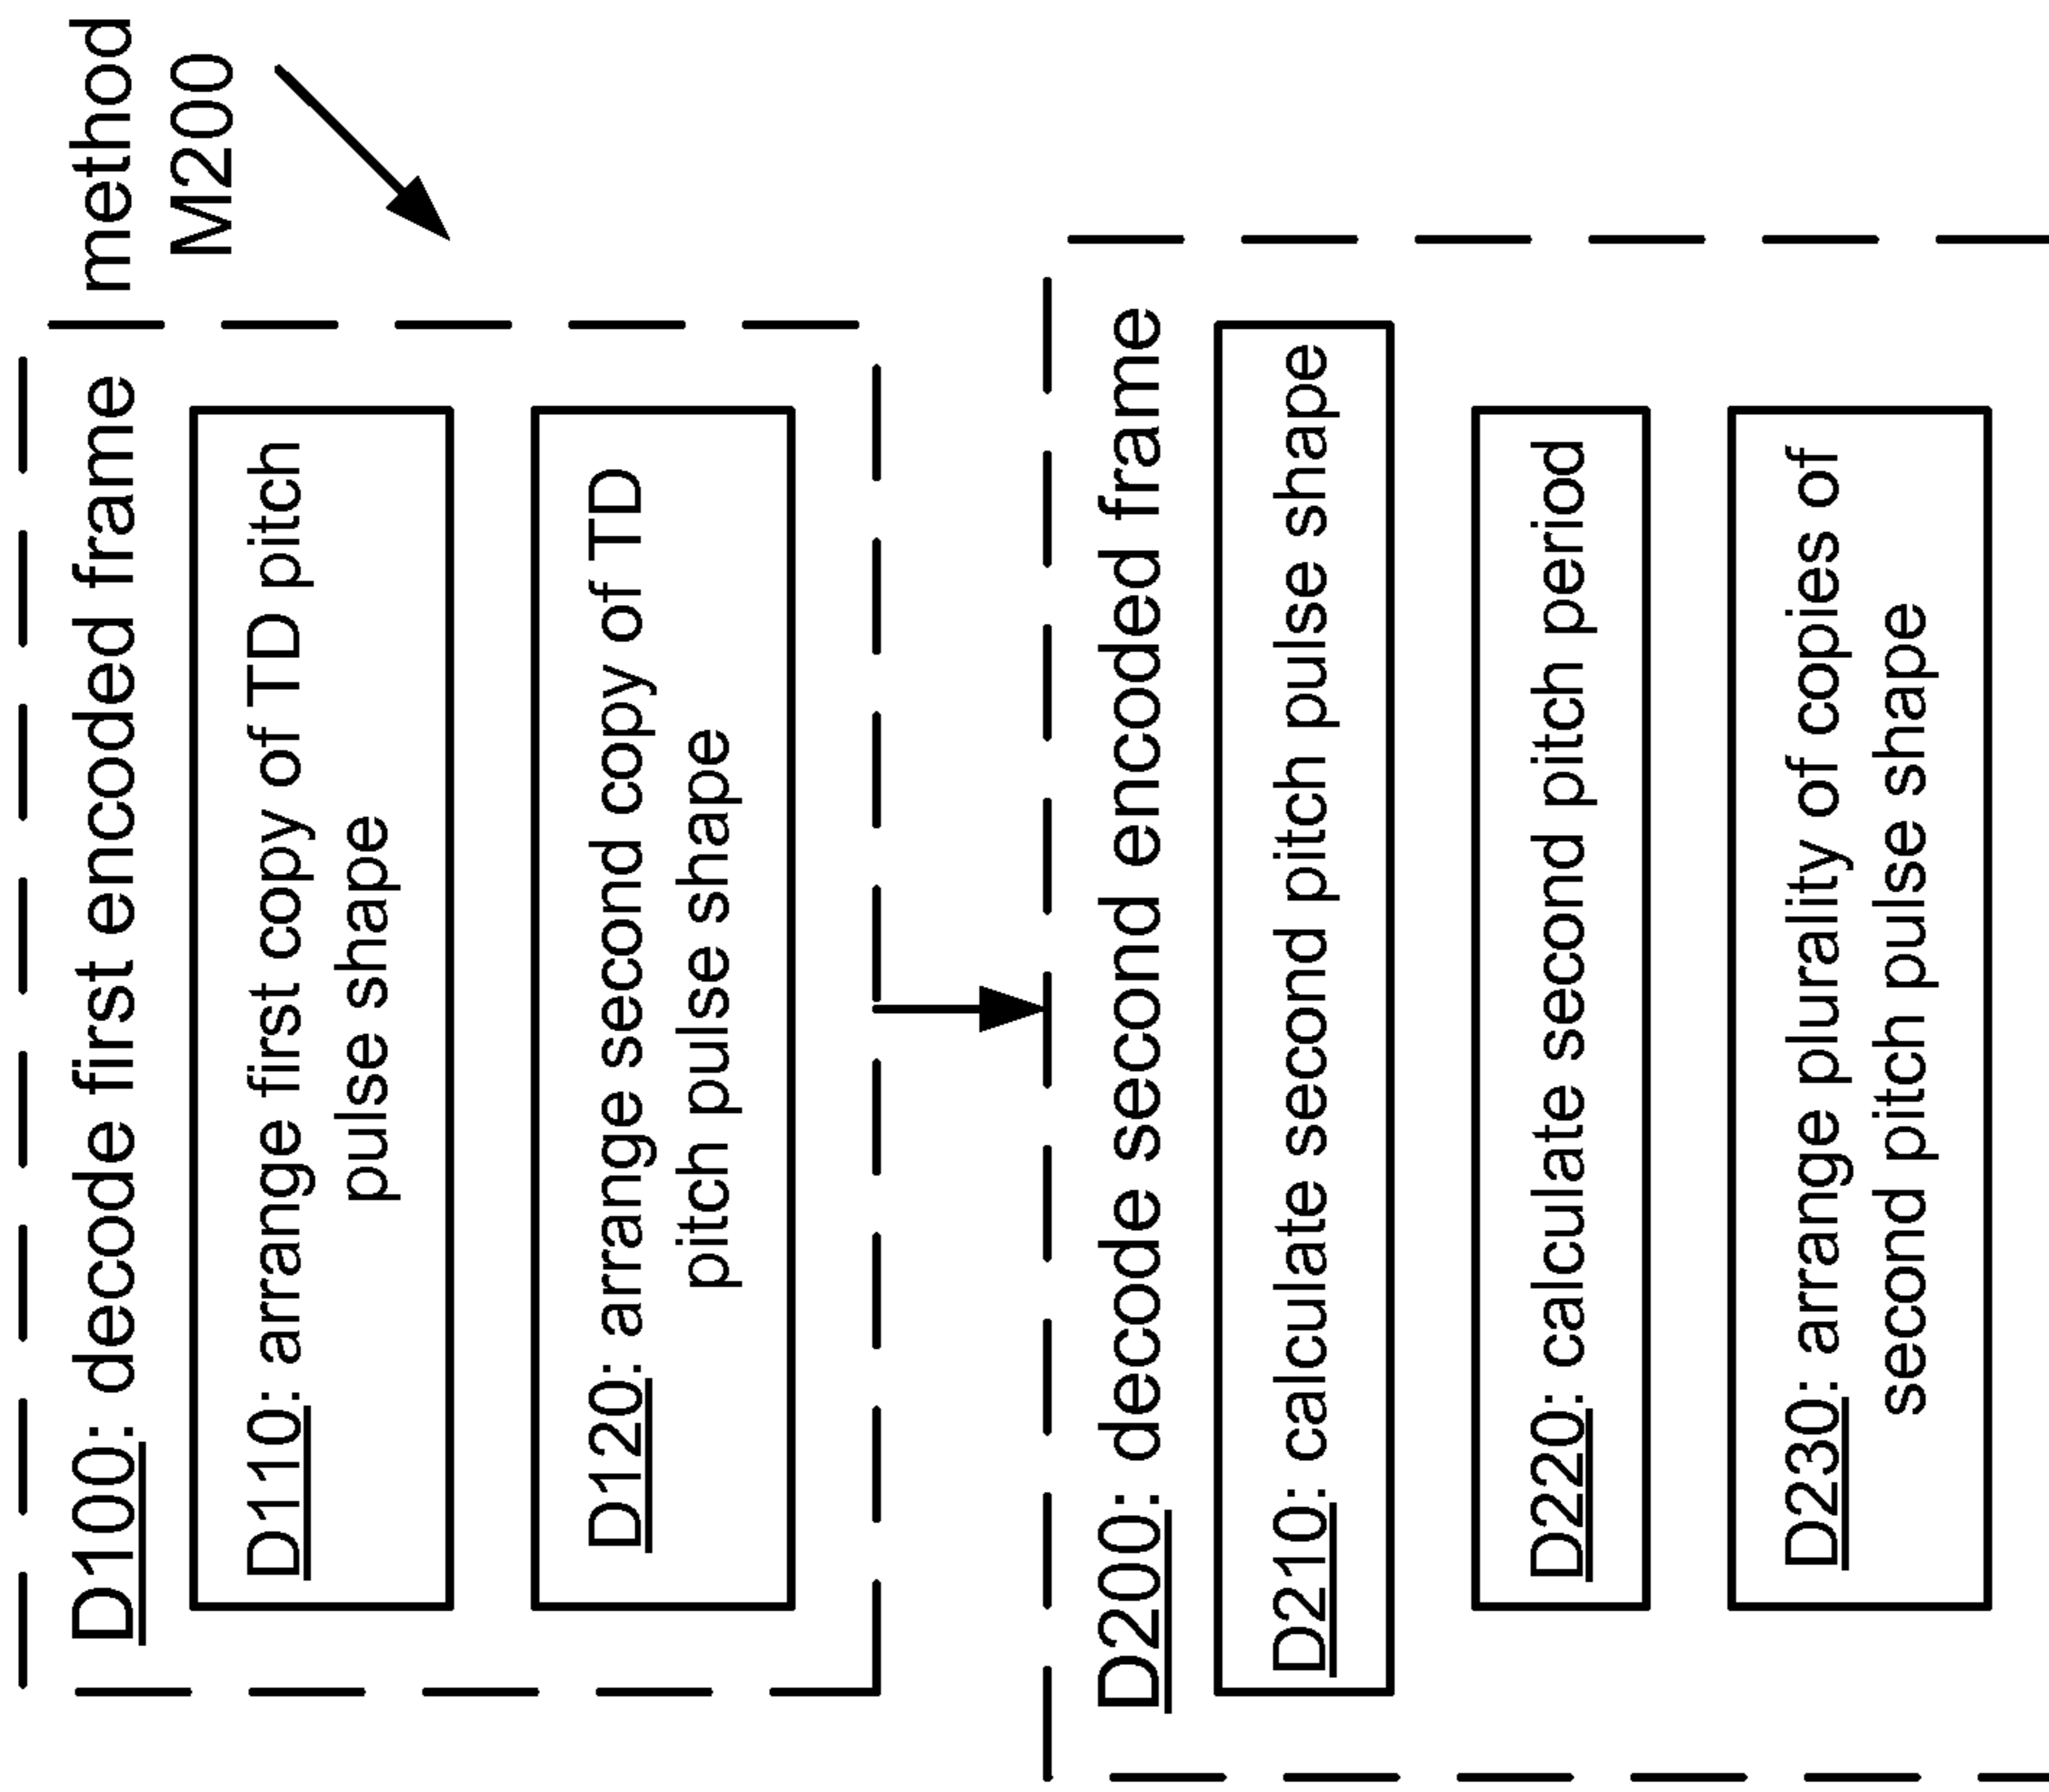 method
M200
D100: decode first encoded frame
D110: arrange first copy of TD pitch
pulse shape
D120: arrange second copy of TD
pitch pulse shape
D200: decode second encoded frame
D210: calculate second pitch pulse shape
D220: calculate second pitch period
D230: arrange plurality of copies of
second pitch pulse shape